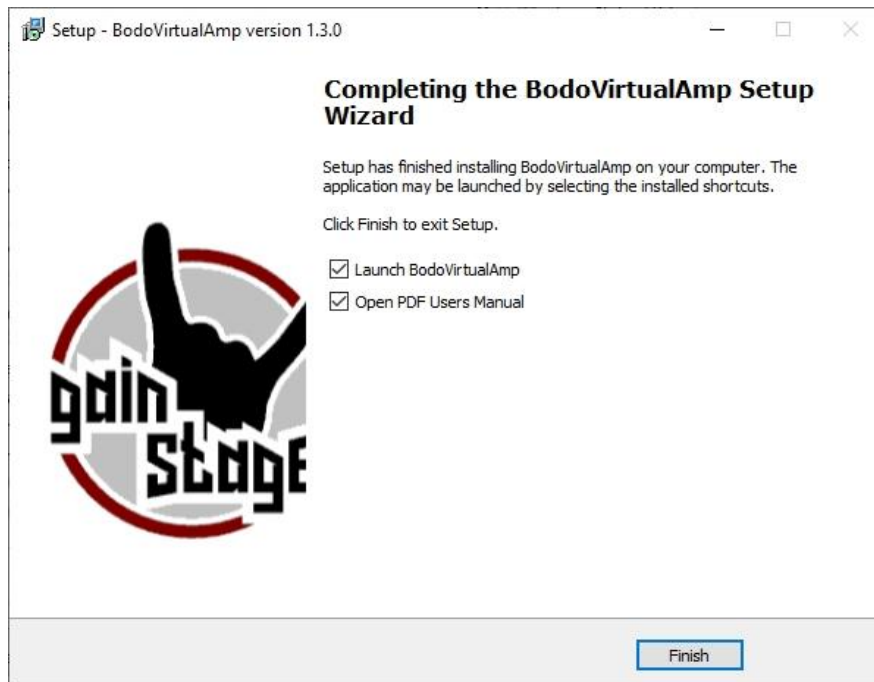 Setup - BodoVirtualAmp version 1.3.0
Completing the BodoVirtualAmp Setup
Wizard
Setup has finished installing BodoVirtualAmp on your computer. The
application may be launched by selecting the installed shortcuts.
Click Finish to exit Setup.
Launch BodoVirtualAmp
Open PDF Users Manual
gain
stage
Finish